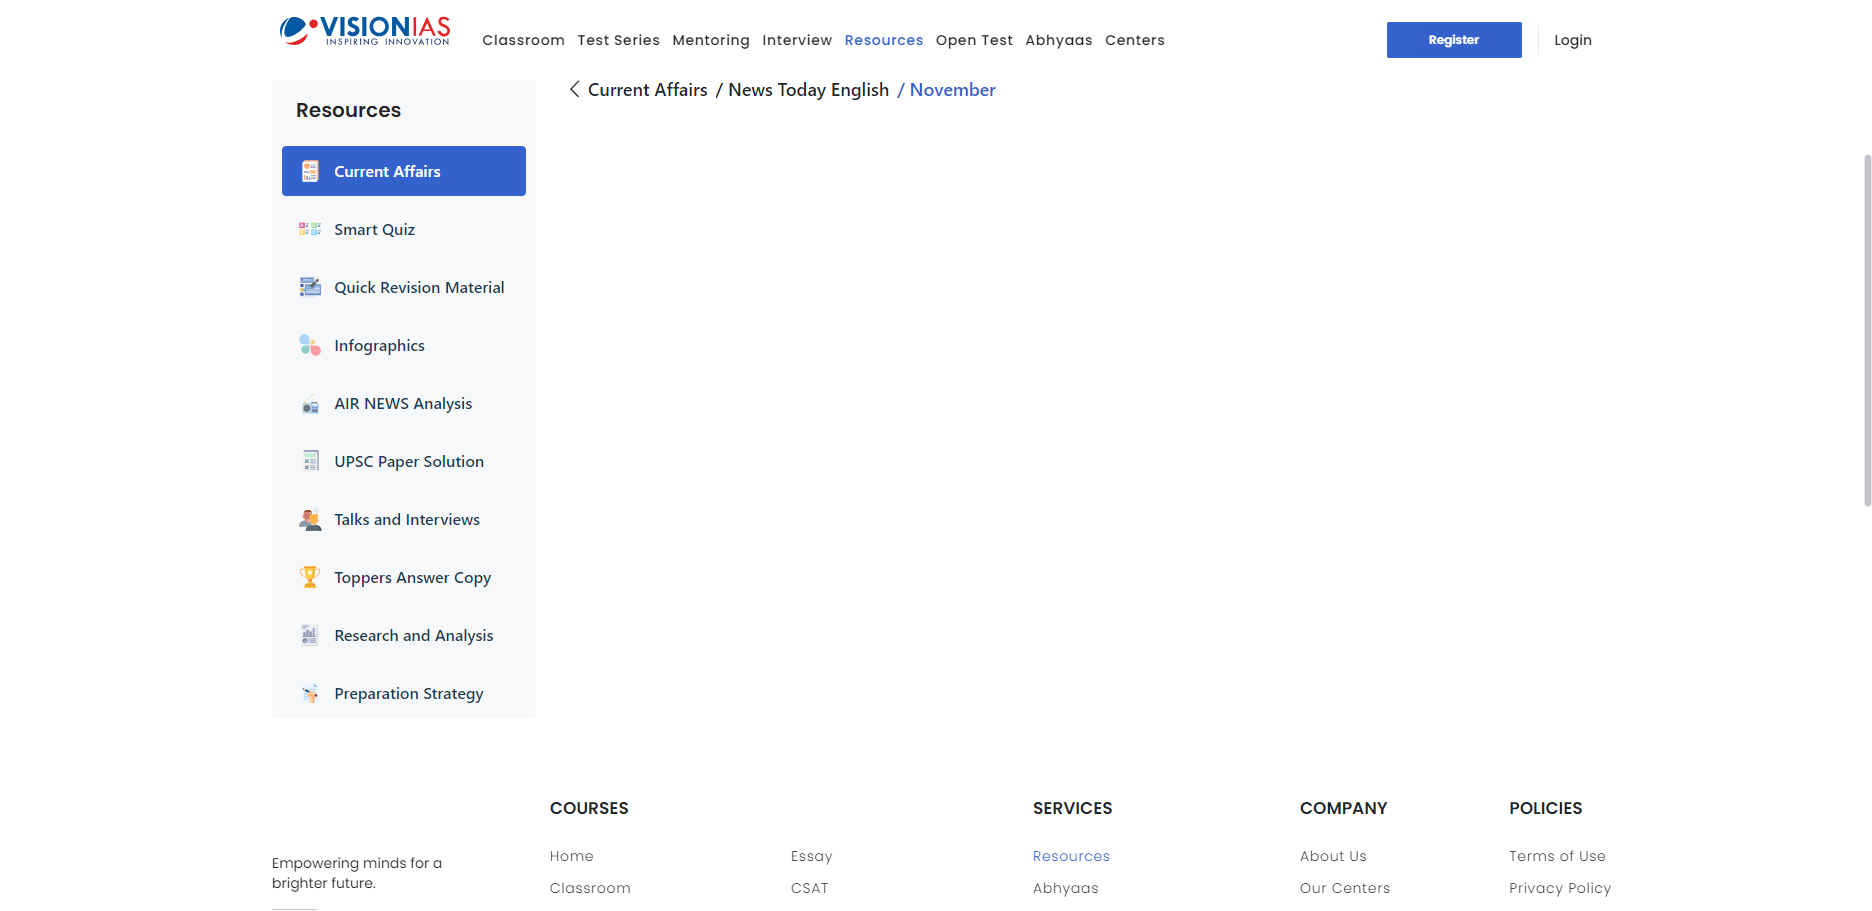 VISIONIAS
INSPIRING INNOVATION
Classroom Test Series Mentoring Interview Resources Open Test Abhyaas Centers
Register
Login
Resources
Current Affairs
Smart Quiz
Quick Revision Material
Infographics
AIR NEWS Analysis
UPSC Paper Solution
Talks and Interviews
Toppers Answer Copy
Research and Analysis
Preparation Strategy
Current Affairs / News Today English / November
Empowering minds for a
brighter future.
COURSES
Home
Classroom
Essay
CSAT
SERVICES
Resources
Abhyaas
COMPANY
About Us
Our Centers
POLICIES
Terms of Use
Privacy Policy